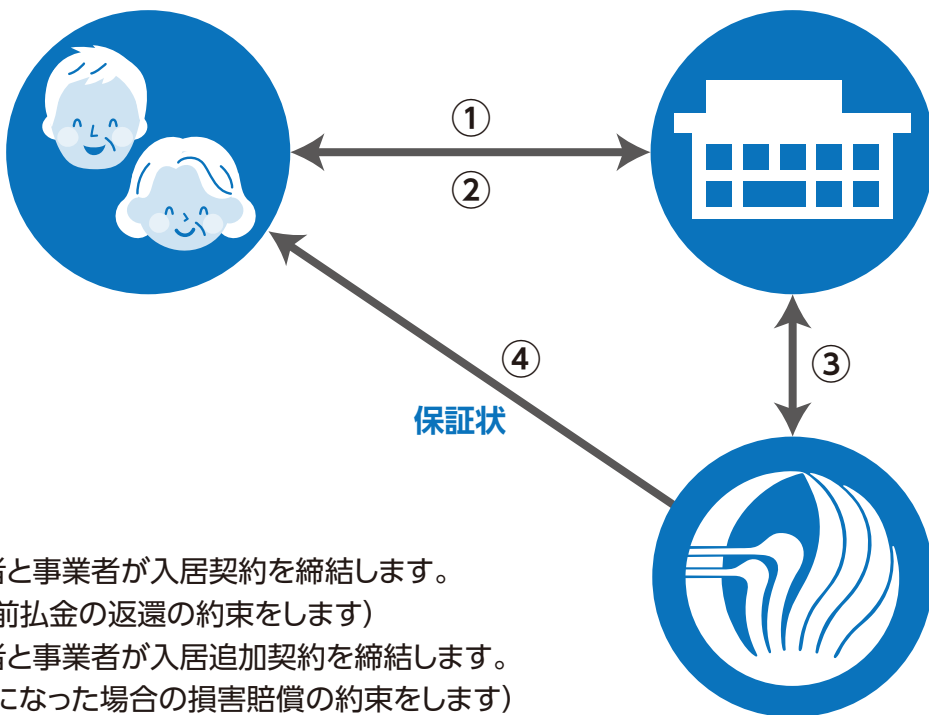 ①
②
③
④
保証状
者と事業者が入居契約を締結します。
前払金の返還の約束をします）
者と事業者が入居追加契約を締結します。
になった場合の損害賠償の約束をします）